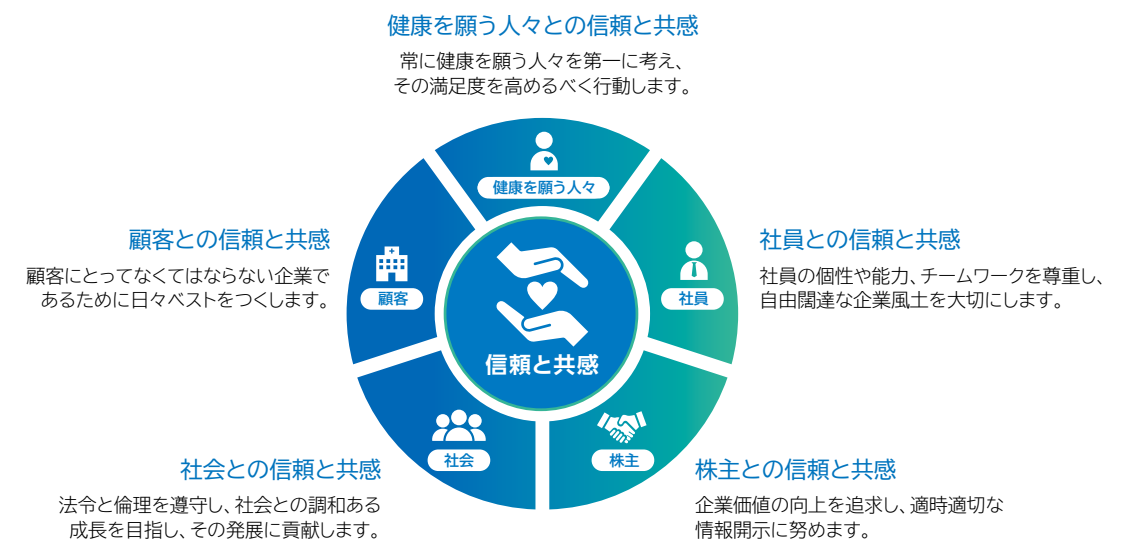 健康を願う人々との信頼と共感
常に健康を願う人々を第一に考え、
その満足度を高めるべく行動します。
健康を願う人々
顧客との信頼と共感
顧客にとってなくてはならない企業で
あるために日々ベストをつくします。
顧客
社員との信頼と共感
社員の個性や能力、チームワークを尊重し、
自由闊達な企業風土を大切にします。
社員
信頼と共感
社会
株主
社会との信頼と共感
法令と倫理を遵守し、社会との調和ある
成長を目指し、その発展に貢献します。
株主との信頼と共感
企業価値の向上を追求し、適時適切な
情報開示に努めます。